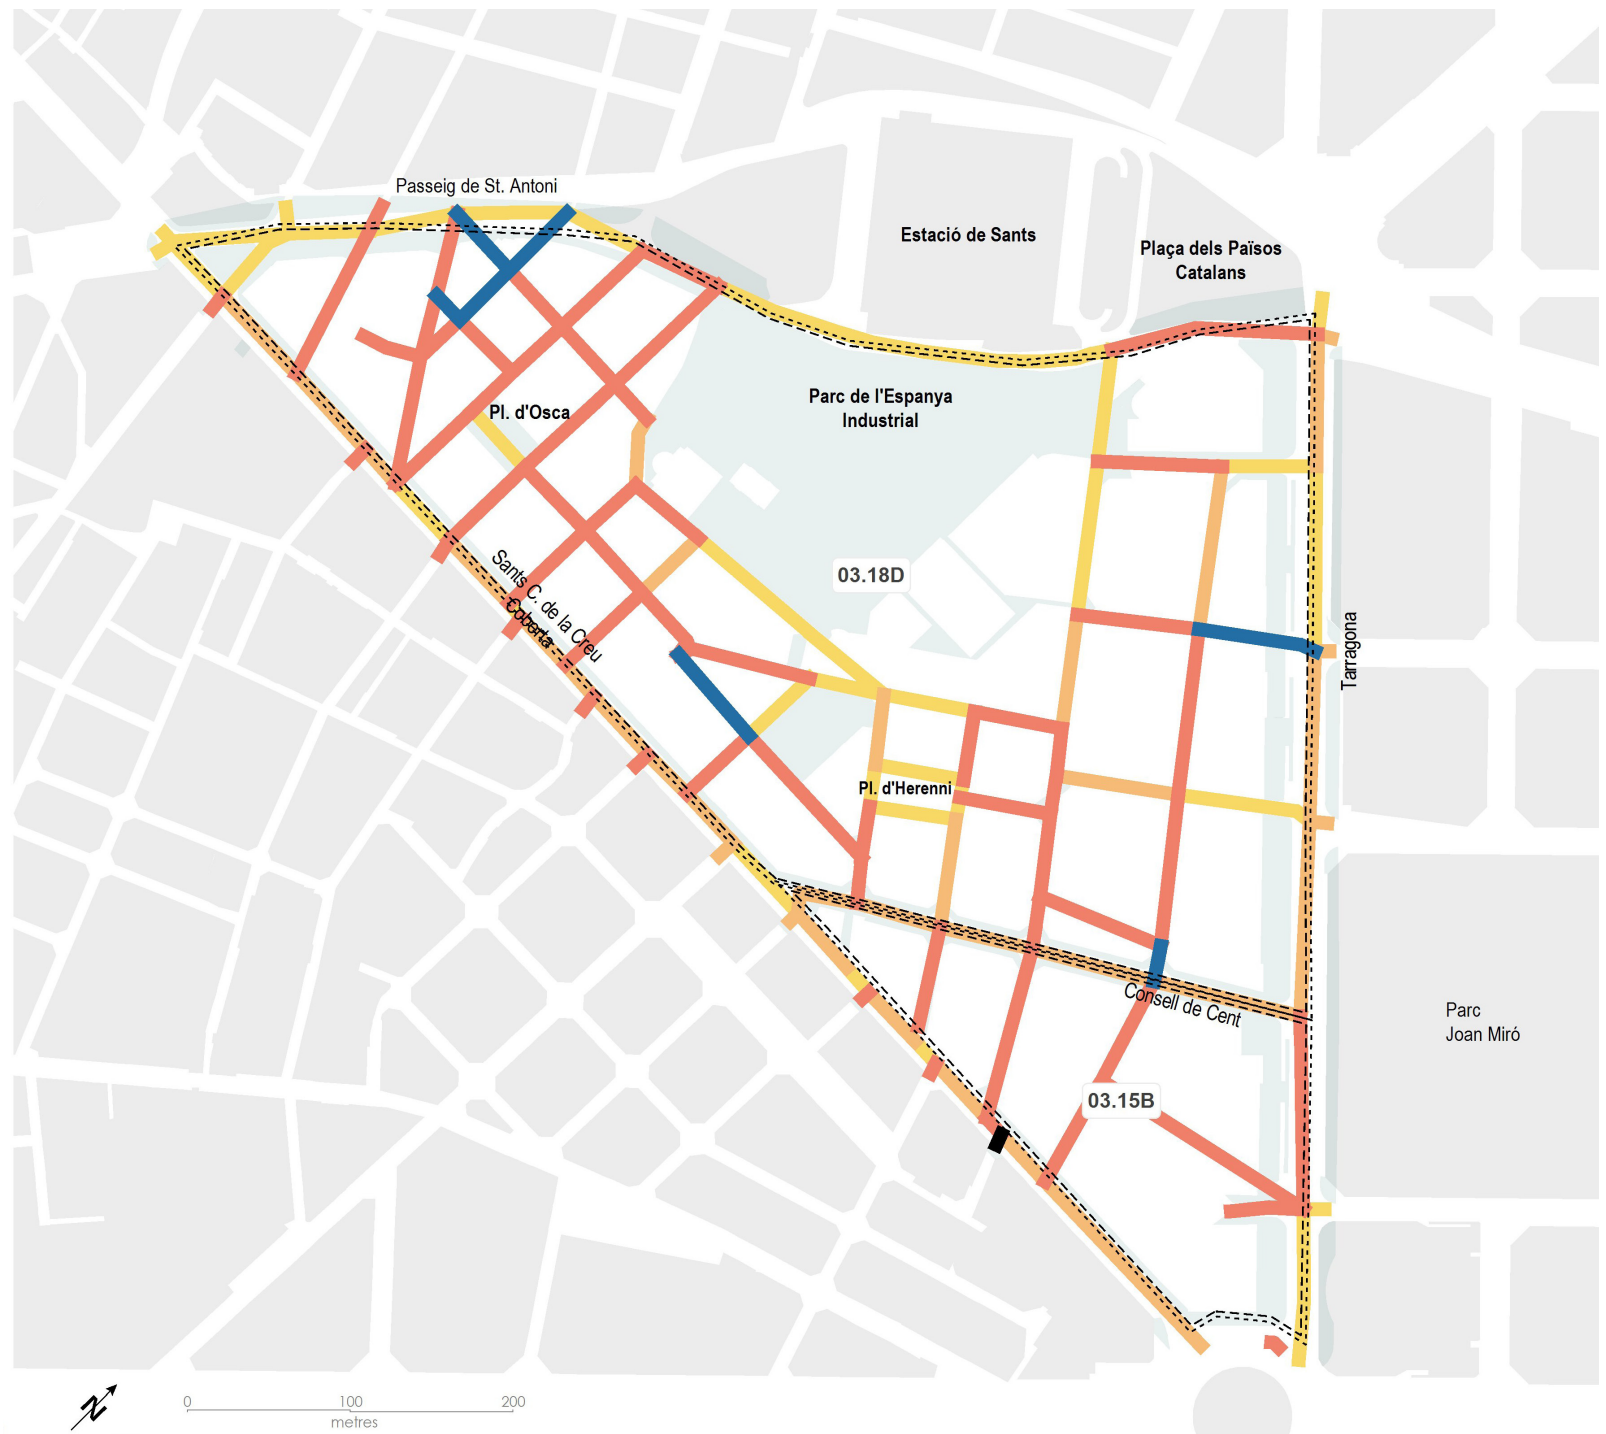 Passeig de St. Antoni
Estació de Sants
Plaça dels Països
Catalans
Parc de l'Espanya
Industrial
Pl. d'Osca
03.18D
Sants C. de la Creu
Coberta
Tarragona
Pl. d'Herenni
Consell de Cent
Parc
Joan Miró
03.15B
N
0 100 200
metres